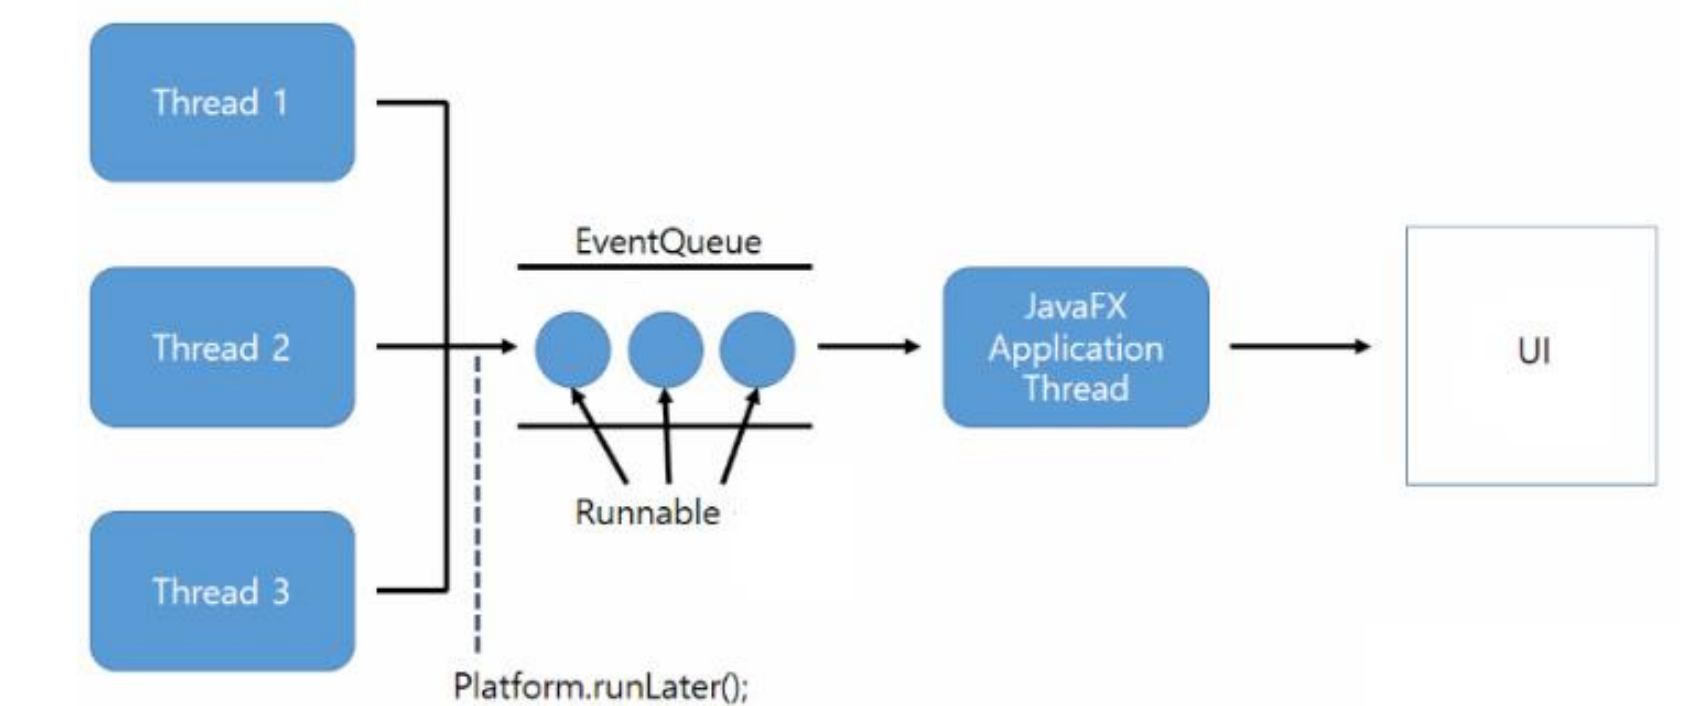 Thread 1
EventQueue
Thread 2
JavaFX
Application
Thread
UI
Runnable
Thread 3
Platform.runLater();